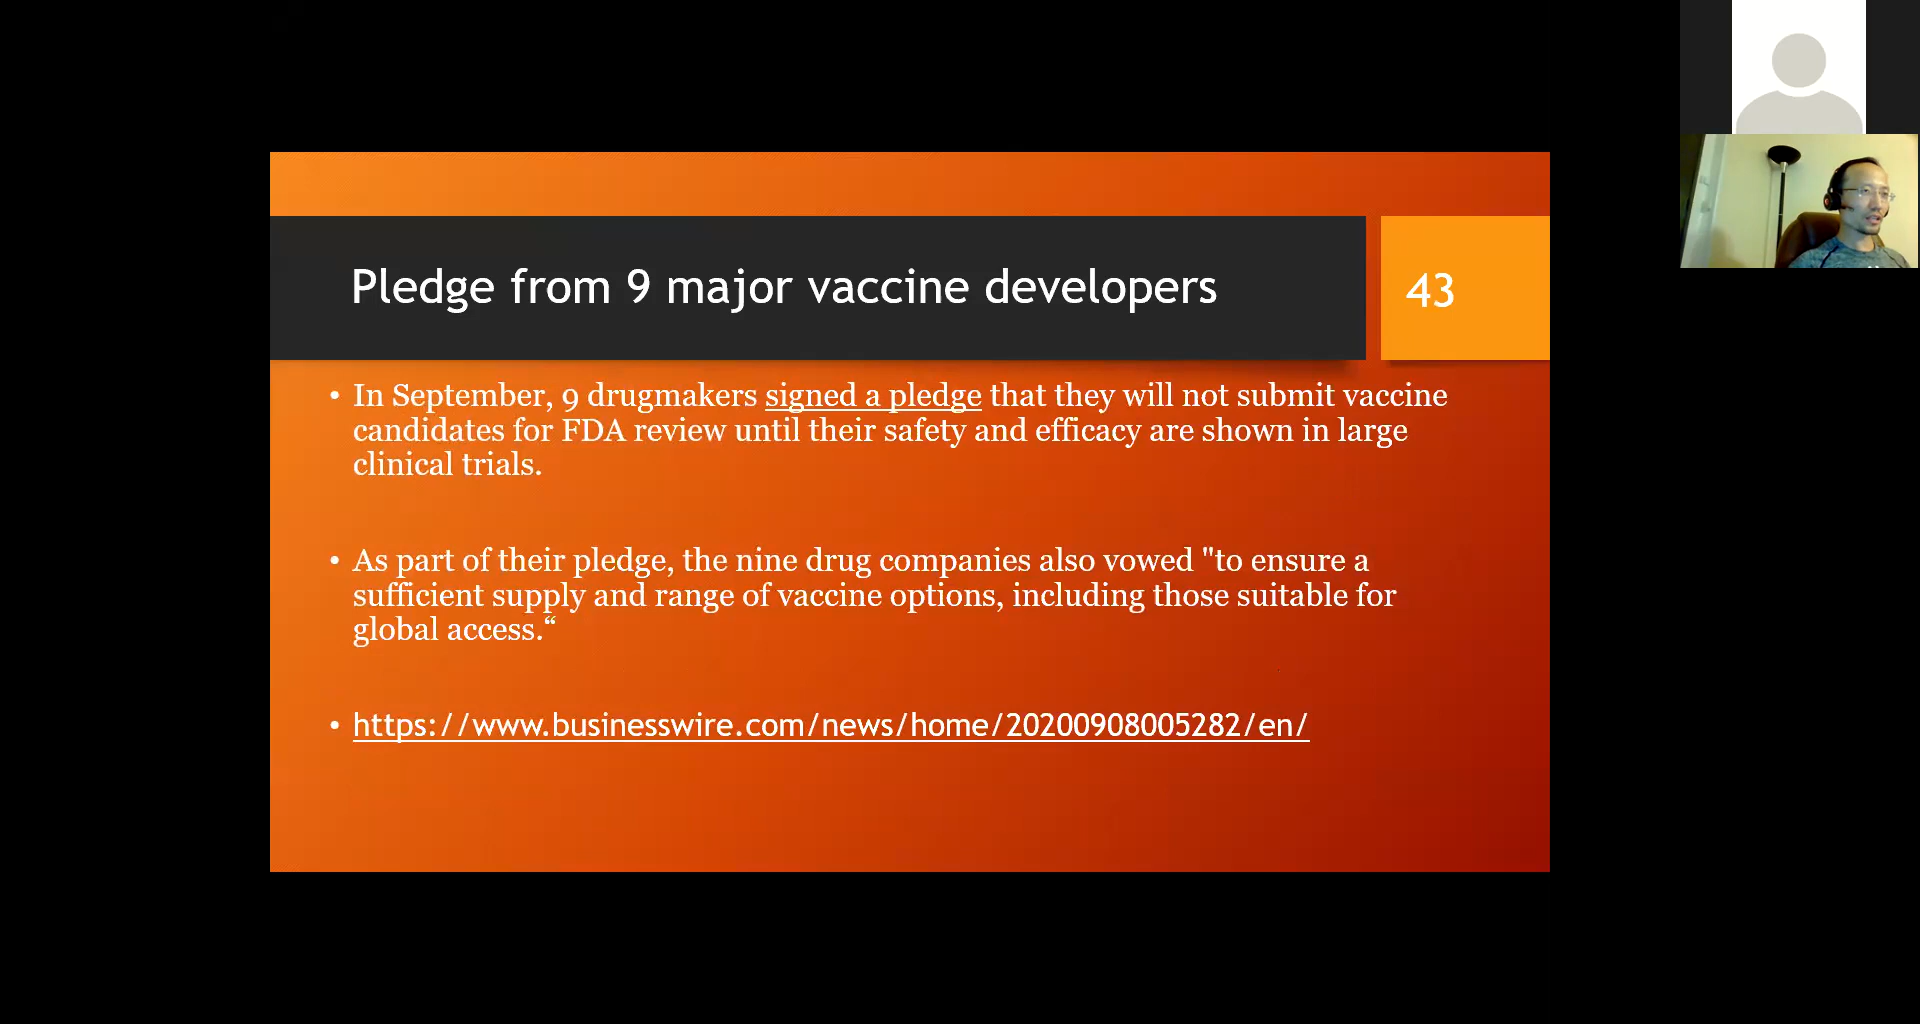 Pledge from 9 major vaccine developers
43
• In September, 9 drugmakers signed a pledge that they will not submit vaccine
candidates for FDA review until their safety and efficacy are shown in large
clinical trials.
• As part of their pledge, the nine drug companies also vowed "to ensure a
sufficient supply and range of vaccine options, including those suitable for
global access.“
• https://www.businesswire.com/news/home/20200908005282/en/